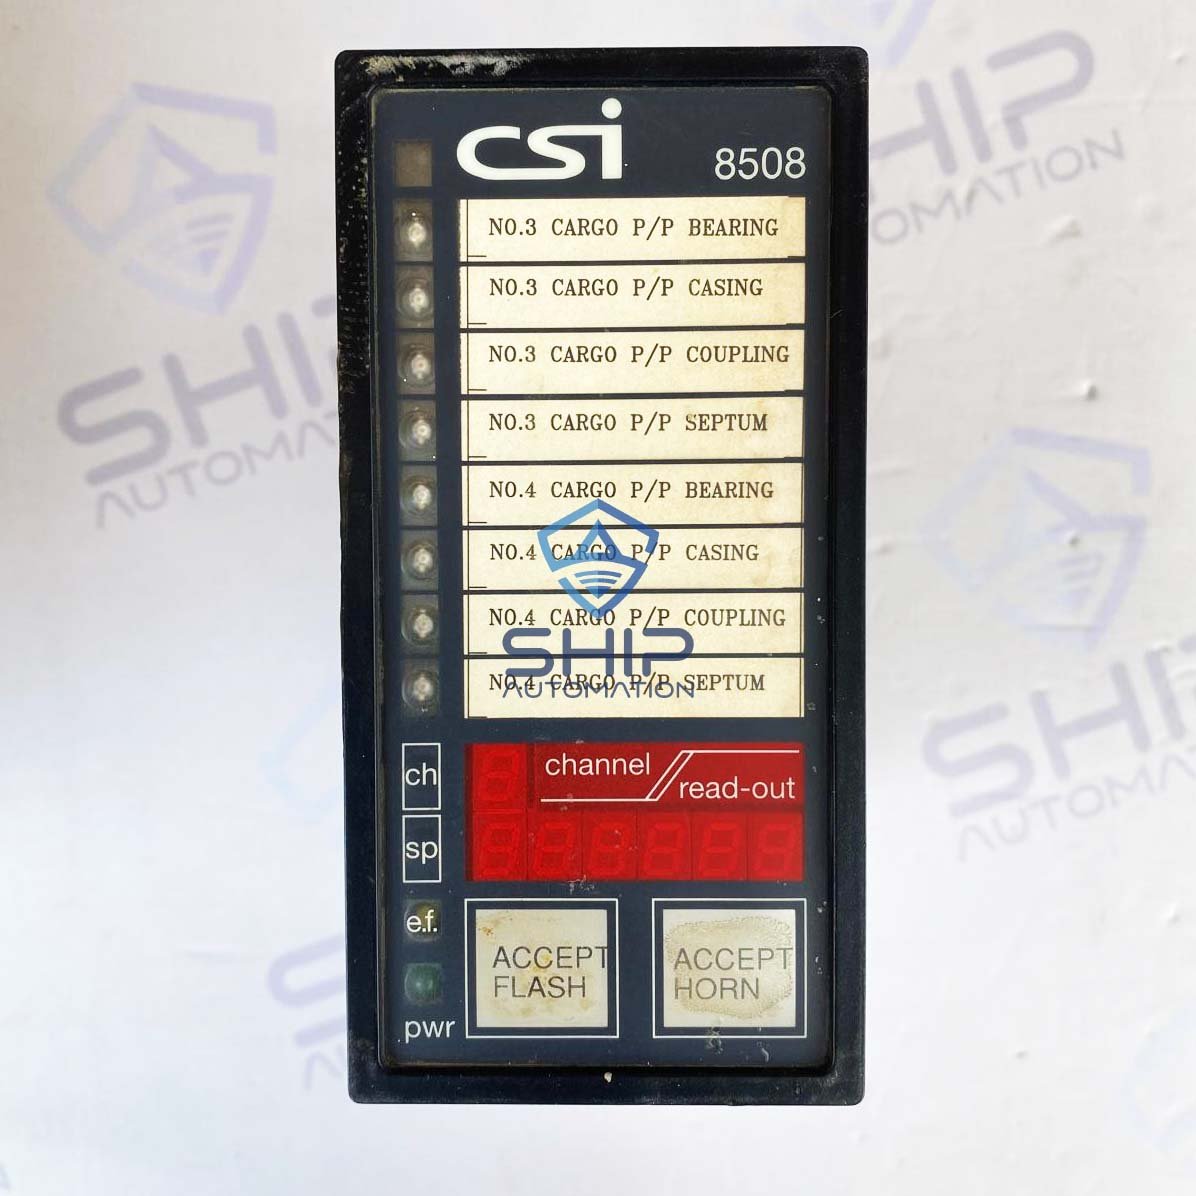 csi
8508
NO.3 CARGO P/P BEARING
NO.3 CARGO P/P CASING
NO.3 CARGO P/P COUPLING
NO.3 CARGO P/P SEPTUM
NO.4 CARGO P/P BEARING
NO.4 CARGO P/P CASING
NO.4 CARGO P/P COUPLING
NO.4 CARGO P/P SEPTUM
SHIP
AUTOMATION
ch
channel
read-out
sp
e.f.
ACCEPT
FLASH
ACCEPT
HORN
pwr
SHIP
AUTOMATION
SHIP
AUTOMATION
SHIP
AUTOMATION
SHIP
AUTOMATION